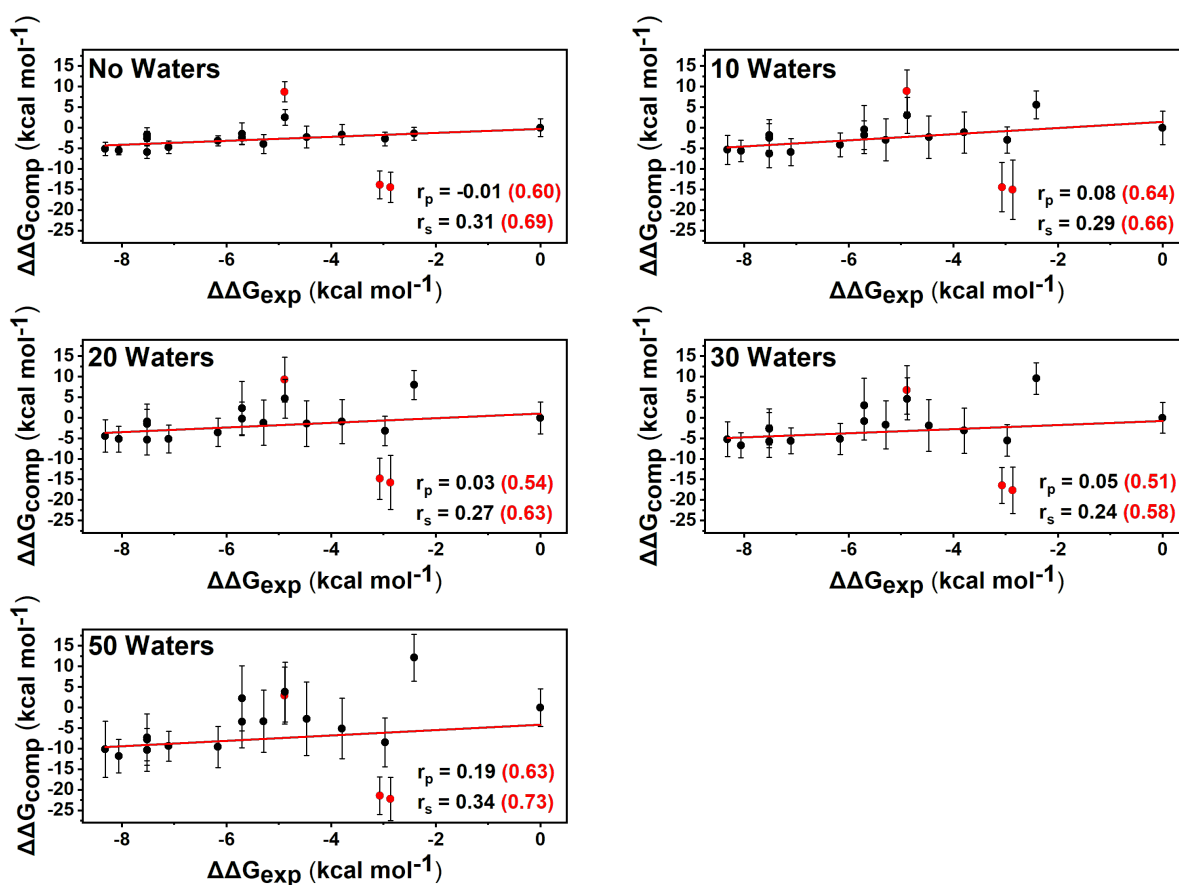 No Waters
ΔΔGcomp (kcal mol-1)
15
10
5
0
-5
-10
-15
-20
-25
rp = -0.01 (0.60)
rs = 0.31 (0.69)
-8 -6 -4 -2 0
ΔΔGexp (kcal mol-1)
10 Waters
ΔΔGcomp (kcal mol-1)
15
10
5
0
-5
-10
-15
-20
-25
rp = 0.08 (0.64)
rs = 0.29 (0.66)
-8 -6 -4 -2 0
ΔΔGexp (kcal mol-1)
20 Waters
ΔΔGcomp (kcal mol-1)
15
10
5
0
-5
-10
-15
-20
-25
rp = 0.03 (0.54)
rs = 0.27 (0.63)
-8 -6 -4 -2 0
ΔΔGexp (kcal mol-1)
30 Waters
ΔΔGcomp (kcal mol-1)
15
10
5
0
-5
-10
-15
-20
-25
rp = 0.05 (0.51)
rs = 0.24 (0.58)
-8 -6 -4 -2 0
ΔΔGexp (kcal mol-1)
50 Waters
ΔΔGcomp (kcal mol-1)
15
10
5
0
-5
-10
-15
-20
-25
rp = 0.19 (0.63)
rs = 0.34 (0.73)
-8 -6 -4 -2 0
ΔΔGexp (kcal mol-1)